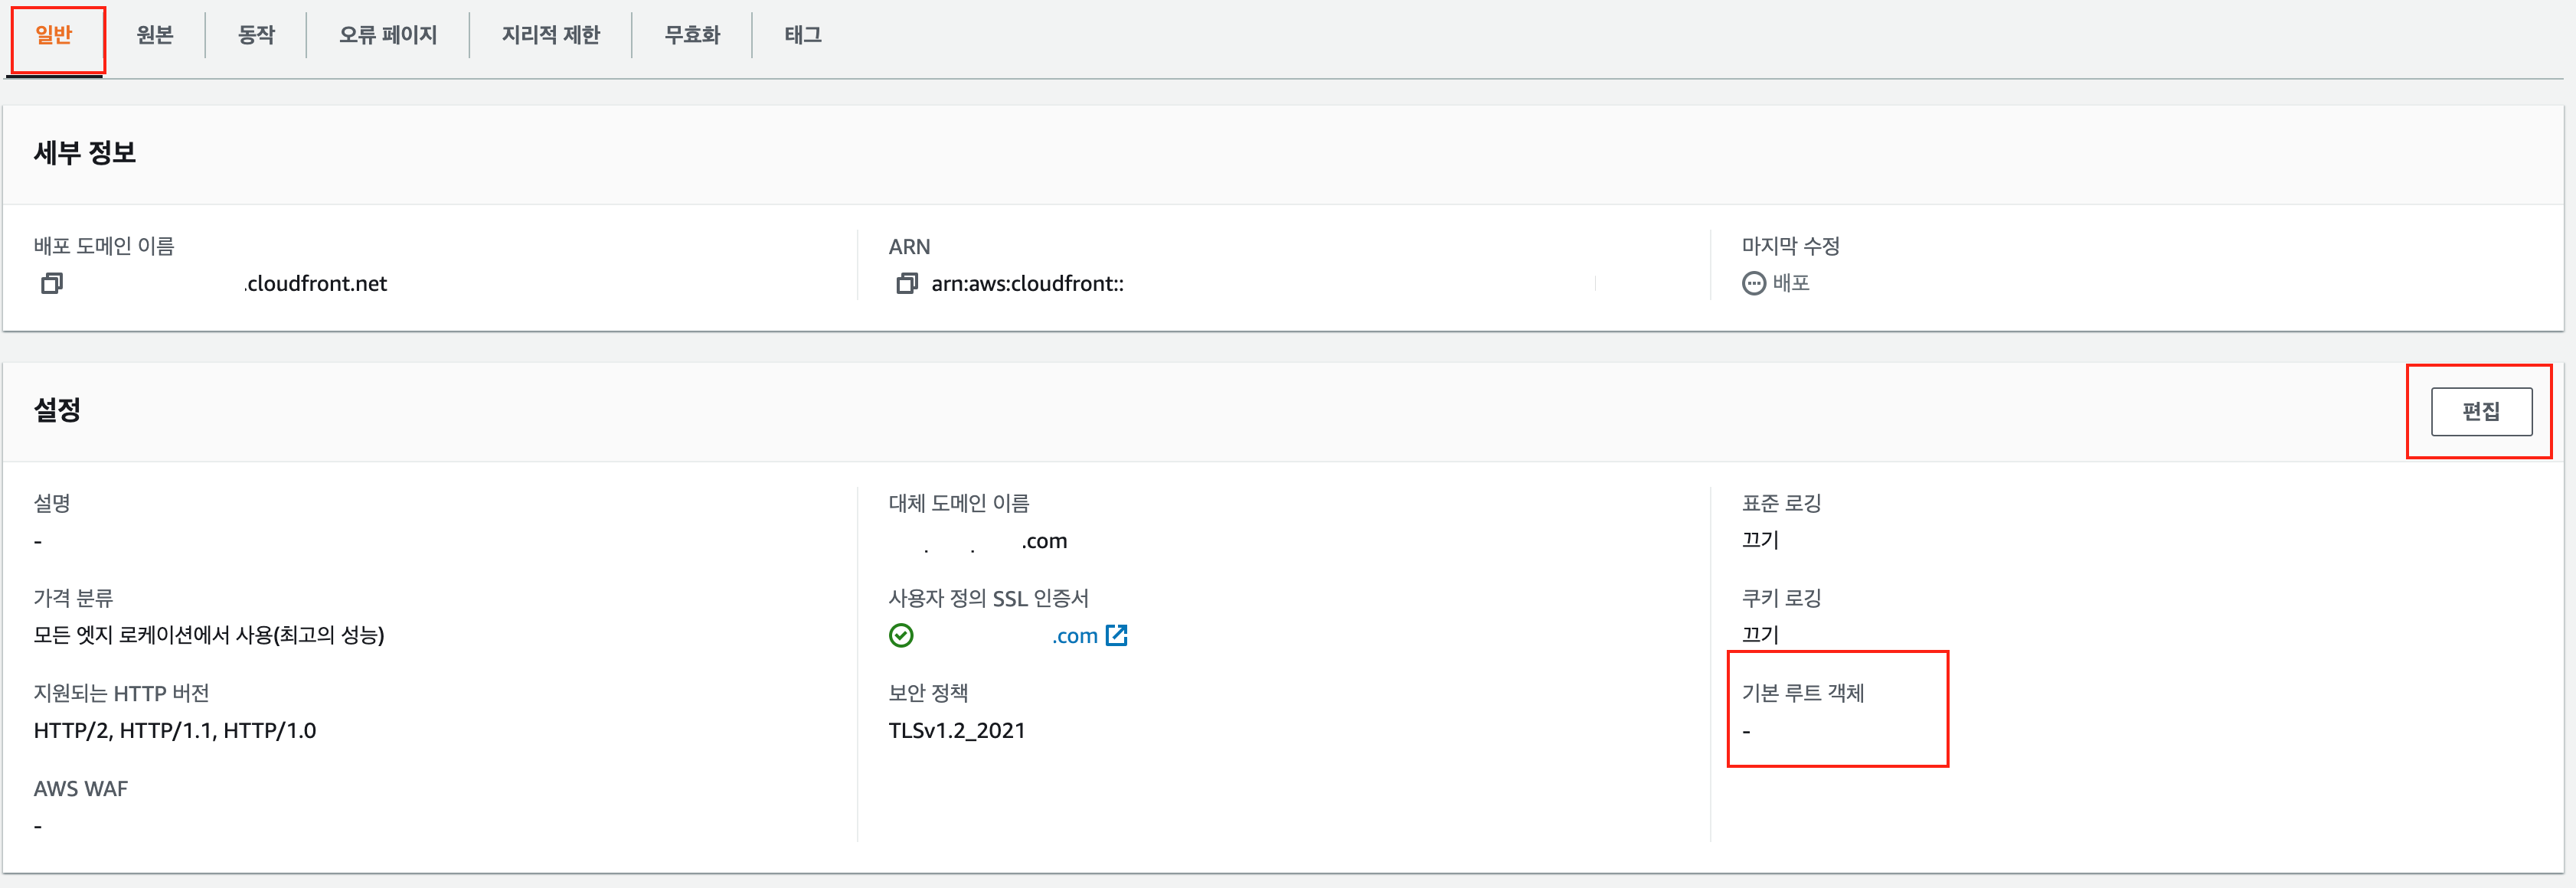 일반 원본 동작 오류 페이지 지리적 제한 무효화 태그
세부 정보
배포 도메인 이름
.cloudfront.net
ARN
arn:aws:cloudfront::
마지막 수정
배포
설정
편집
설명
-
가격 분류
모든 엣지 로케이션에서 사용(최고의 성능)
지원되는 HTTP 버전
HTTP/2, HTTP/1.1, HTTP/1.0
AWS WAF
-
대체 도메인 이름
. . .com
사용자 정의 SSL 인증서
.com
보안 정책
TLSv1.2_2021
표준 로깅
끄기
쿠키 로깅
끄기
기본 루트 객체
-